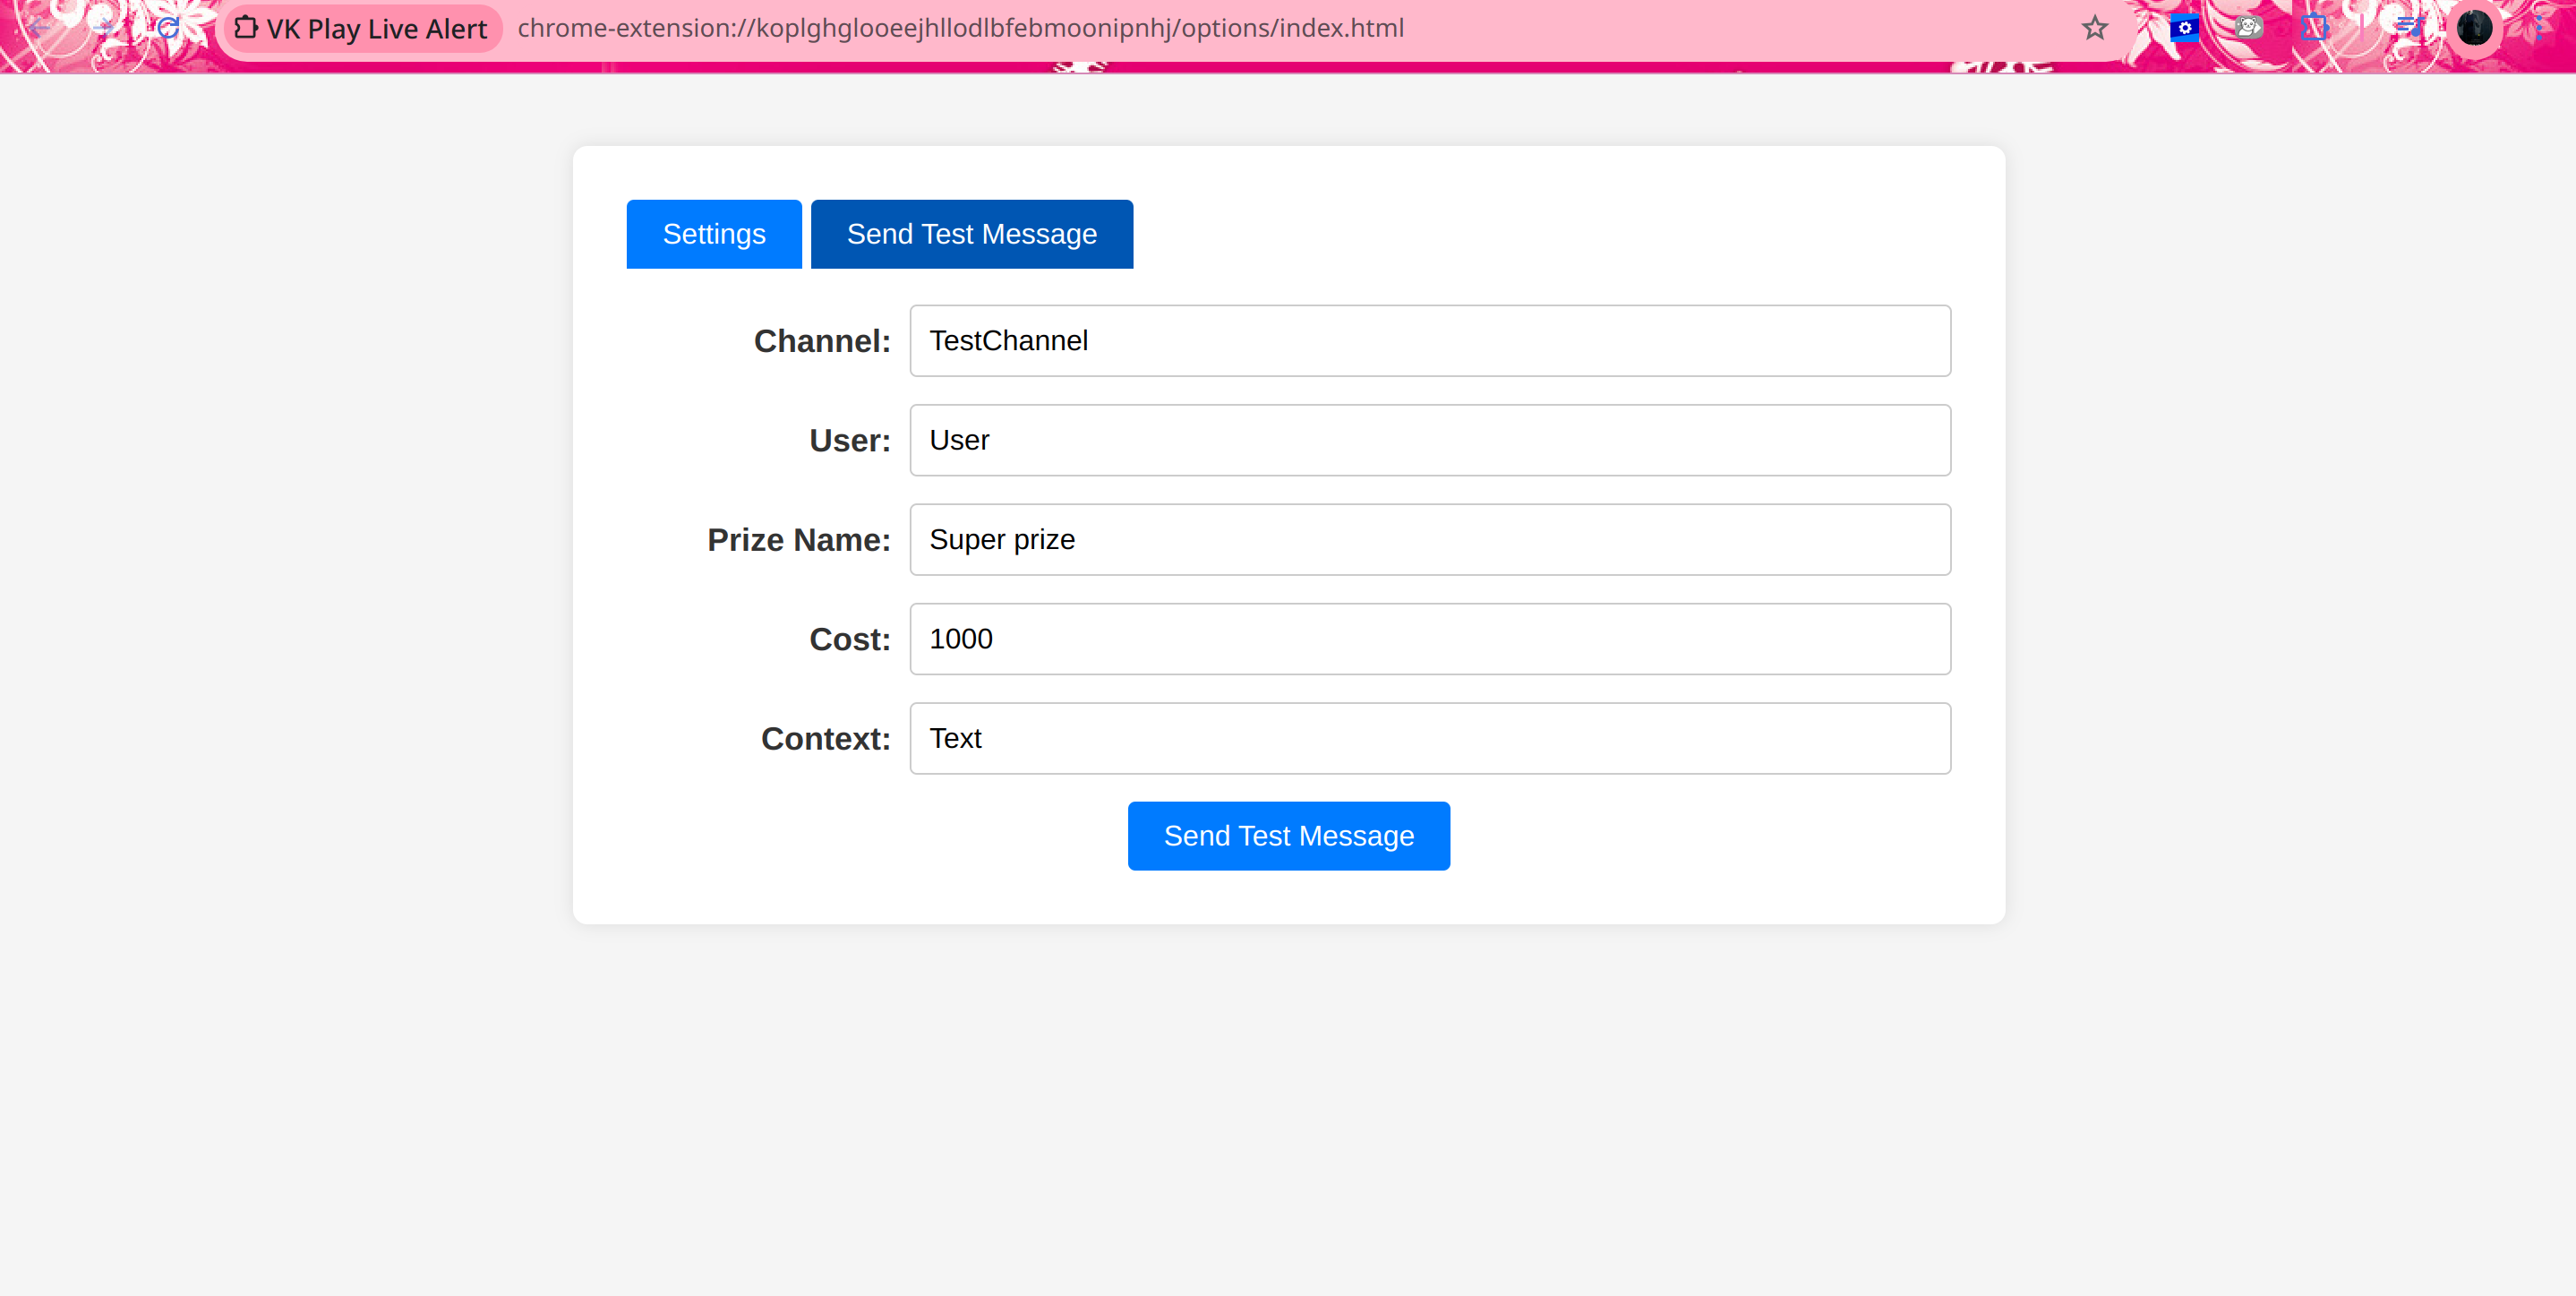 VK Play Live Alert chrome-extension://koplghglooeejhllodlbfebmoonipnhj/options/index.html
Settings Send Test Message
Channel: TestChannel
User: User
Prize Name: Super prize
Cost: 1000
Context: Text
Send Test Message